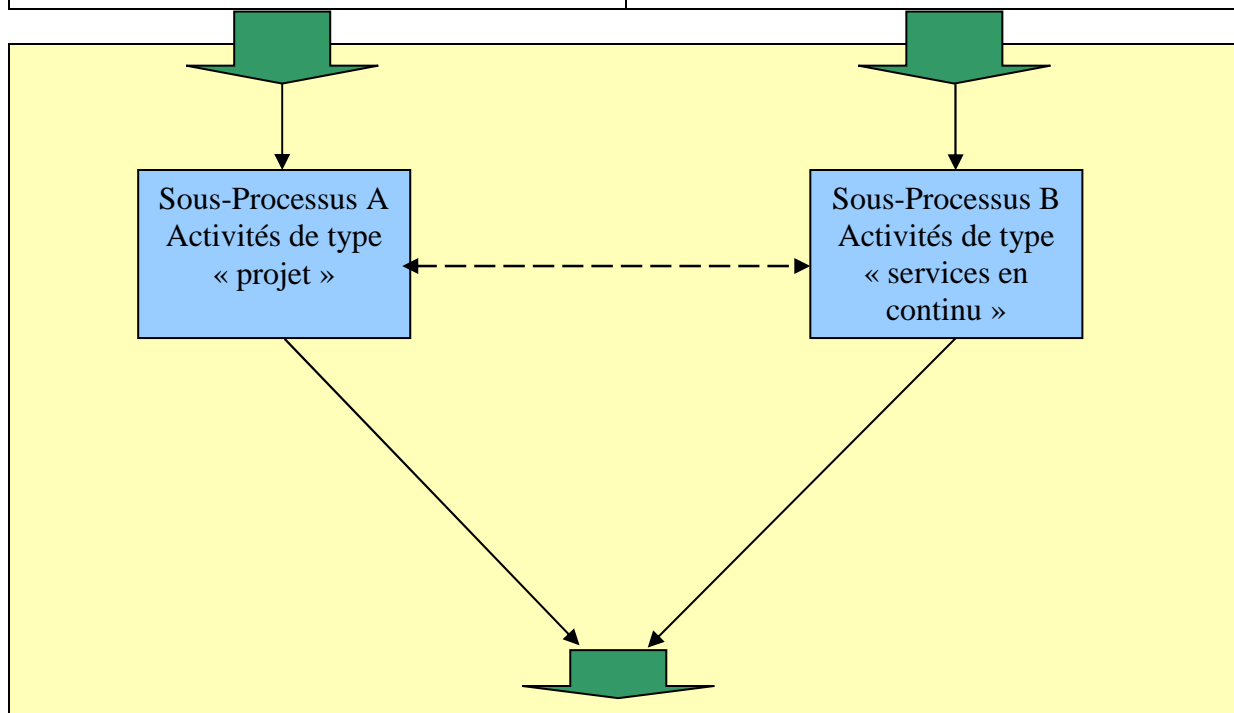 Sous-Processus A
Activités de type
« projet »
Sous-Processus B
Activités de type
« services en
continu »